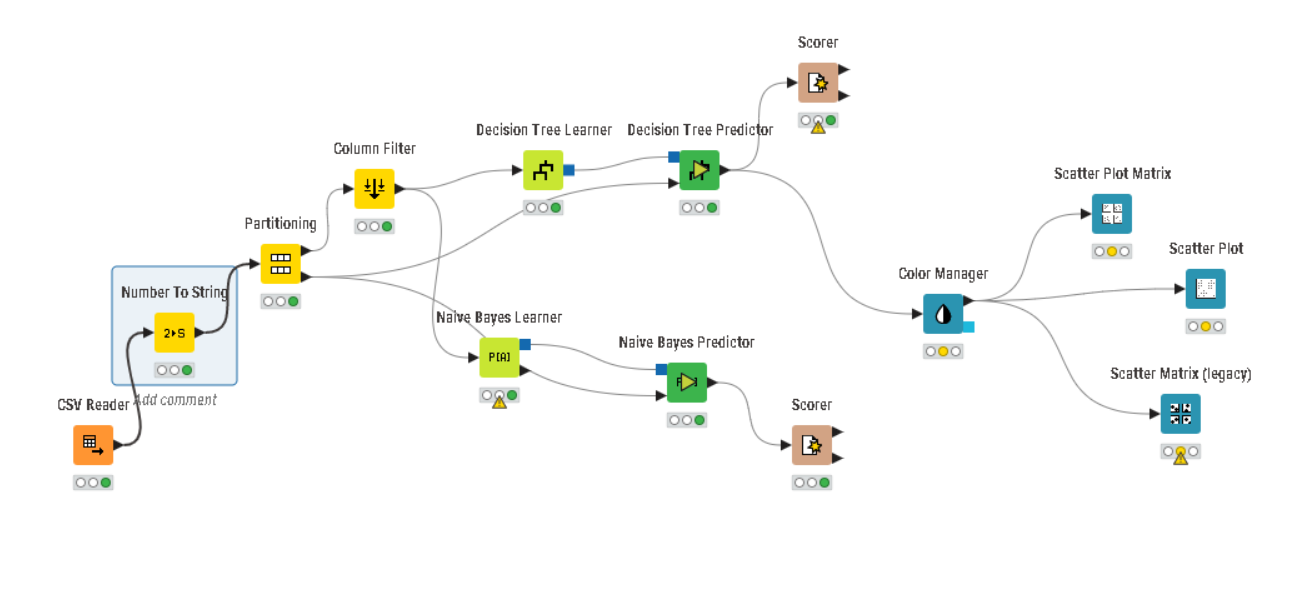 Scorer
Decision Tree Learner
Decision Tree Predictor
Column Filter
Scatter Plot Matrix
Partitioning
Scatter Plot
Color Manager
Number To String
2▸S
Naive Bayes Learner
P[A]
Naive Bayes Predictor
Scatter Matrix (legacy)
Add comment
CSV Reader
Scorer